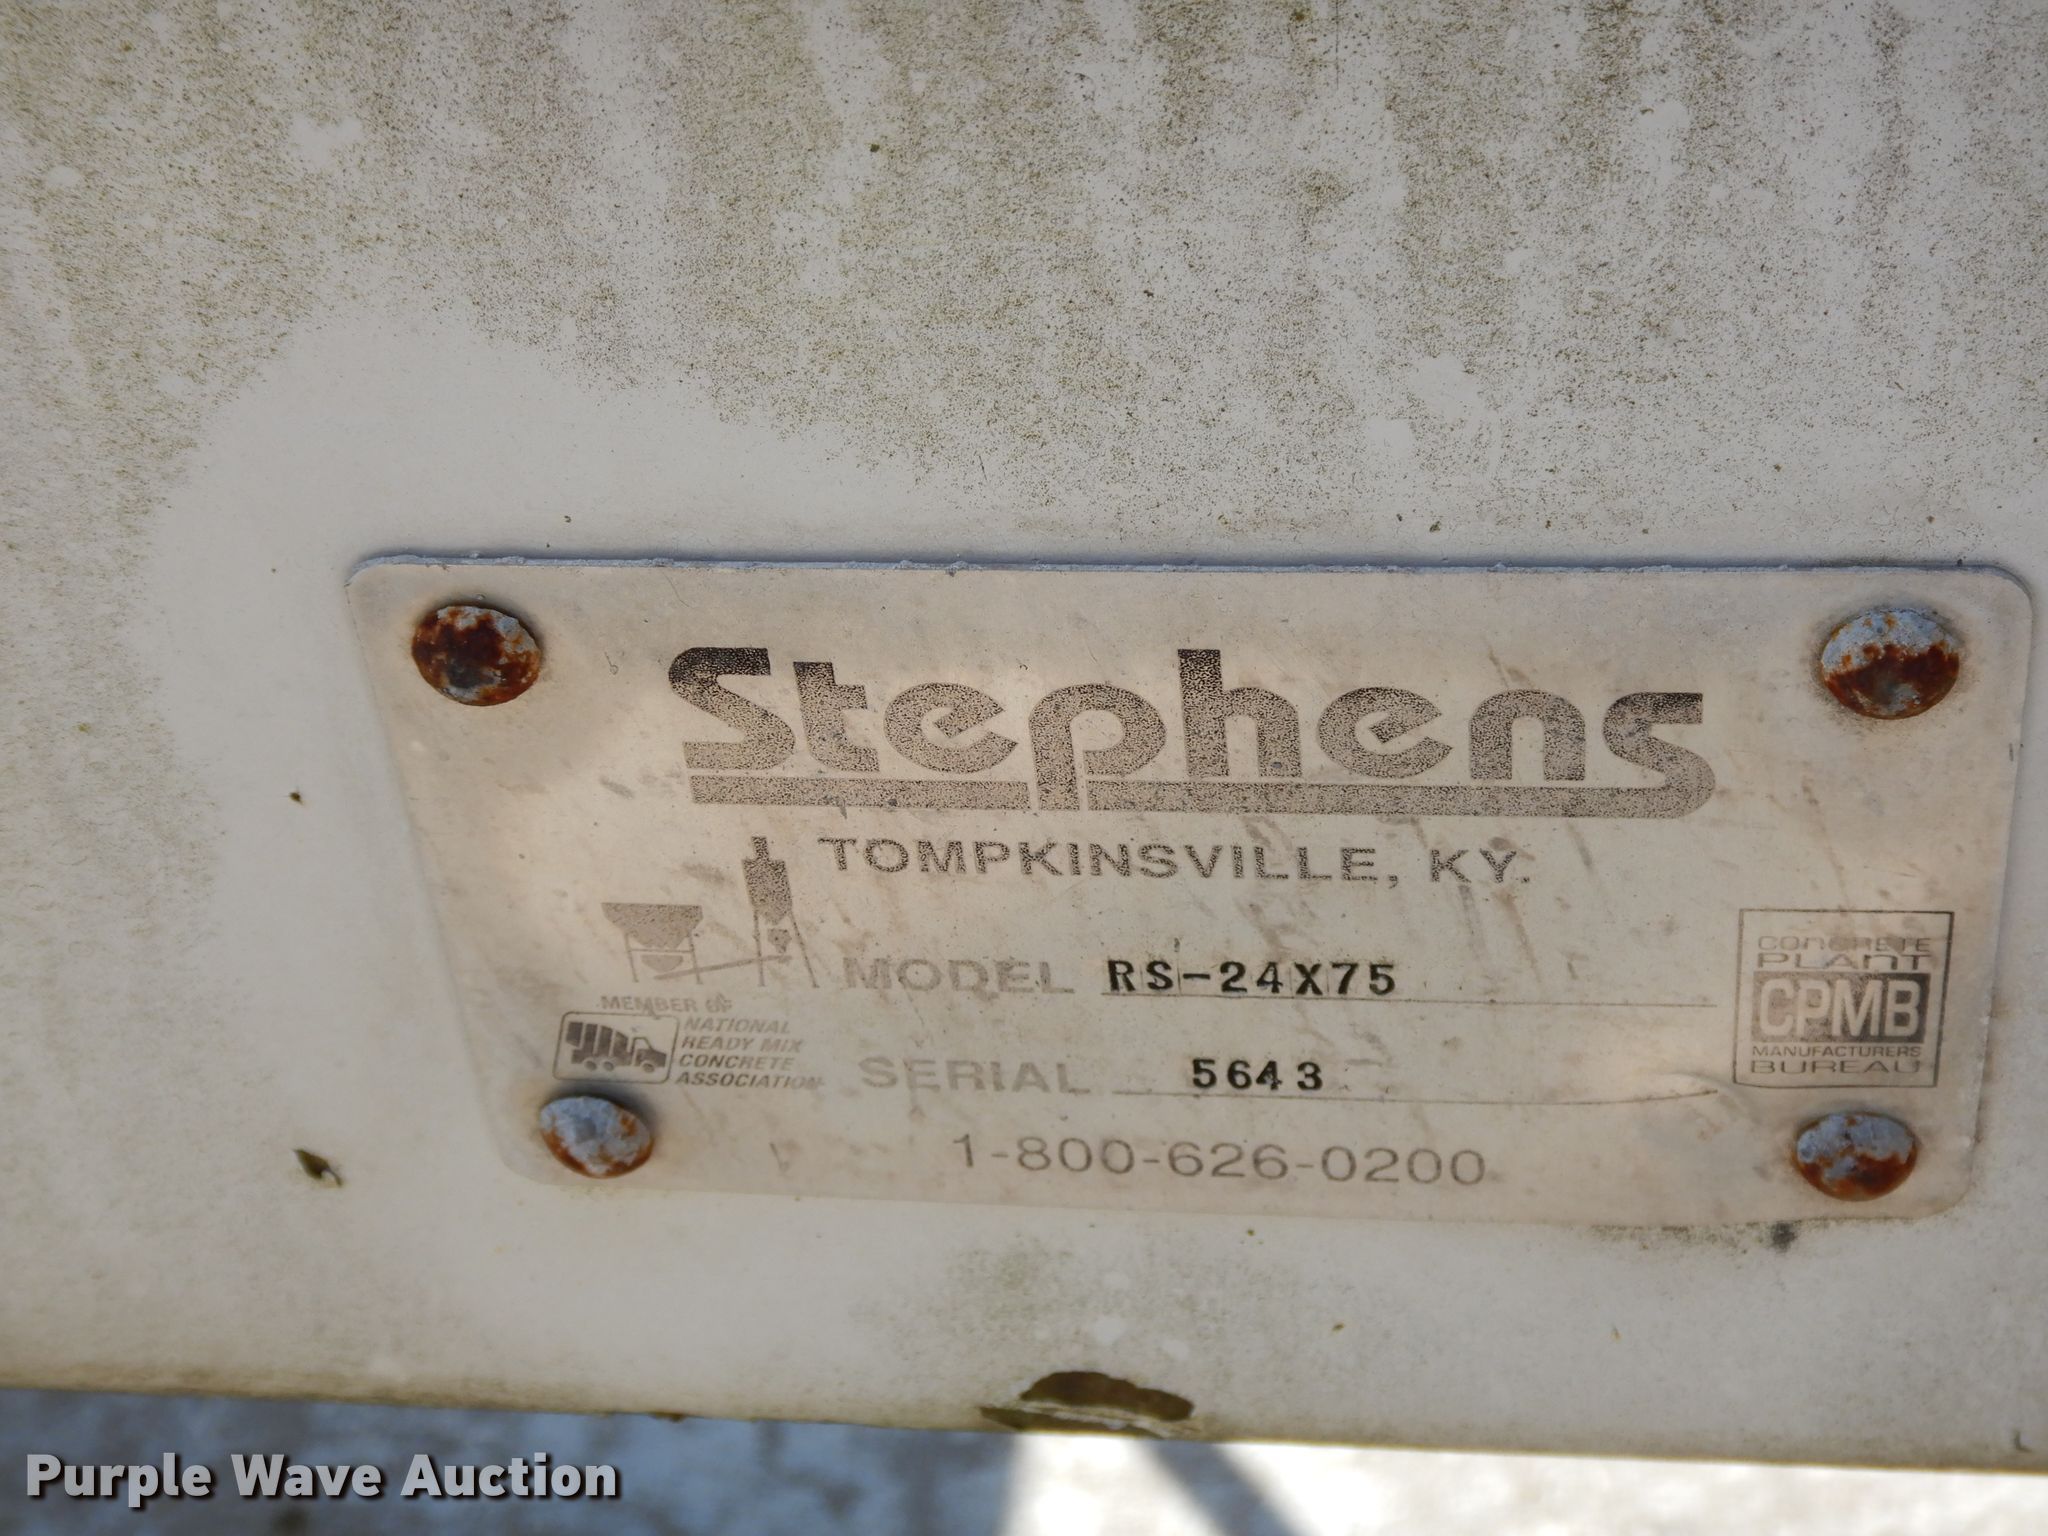 Stephens
TOMPKINSVILLE, KY.
MODEL RS-24X75
MEMBER OF
NATIONAL
READY MIX
CONCRETE
ASSOCIATION
SERIAL 5643
1-800-626-0200
CONCRETE
PLANT
CPMB
MANUFACTURERS
BUREAU
Purple Wave Auction